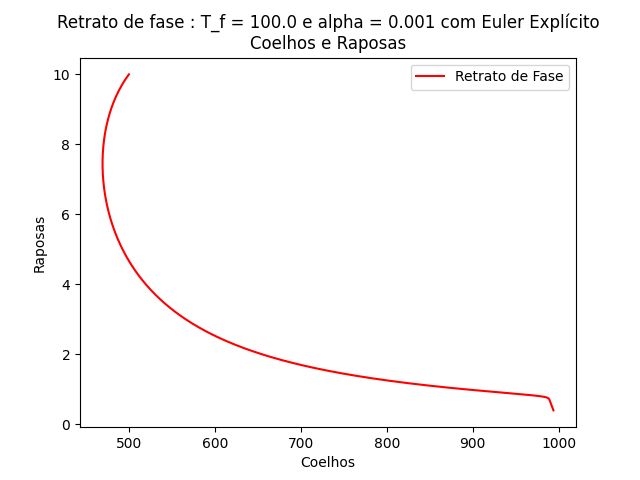 Retrato de fase : T_f = 100.0 e alpha = 0.001 com Euler Explícito
Coelhos e Raposas
Retrato de Fase
10
8
6
4
2
0
Raposas
500
600
700
800
900
1000
Coelhos